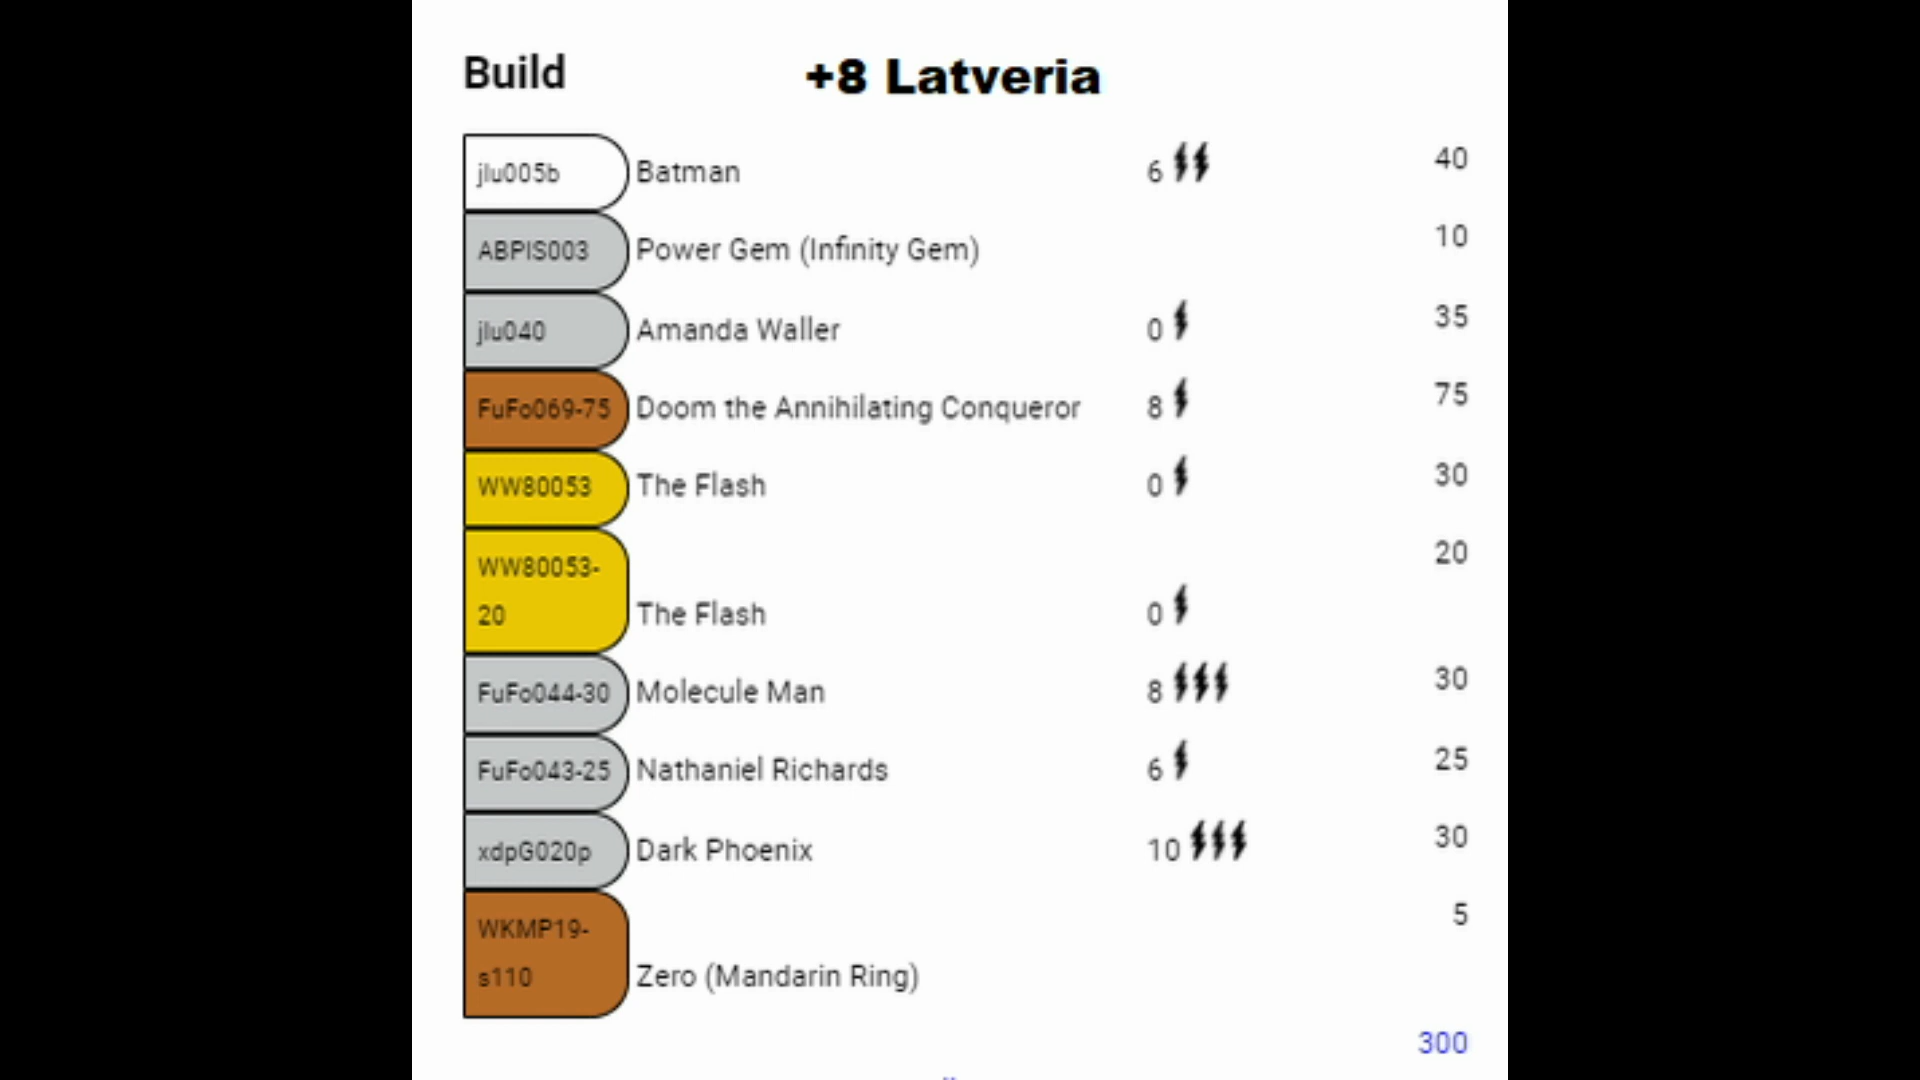 Build +8 Latveria
jlu005b Batman 6 40
ABPIS003 Power Gem (Infinity Gem) 10
jlu040 Amanda Waller 0 35
FuFo069-75 Doom the Annihilating Conqueror 8 75
WW80053 The Flash 0 30
WW80053- 20
20 The Flash 0
FuFo044-30 Molecule Man 8 30
FuFo043-25 Nathaniel Richards 6 25
xdpG020p Dark Phoenix 10 30
WKMP19- 5
s110 Zero (Mandarin Ring)
300